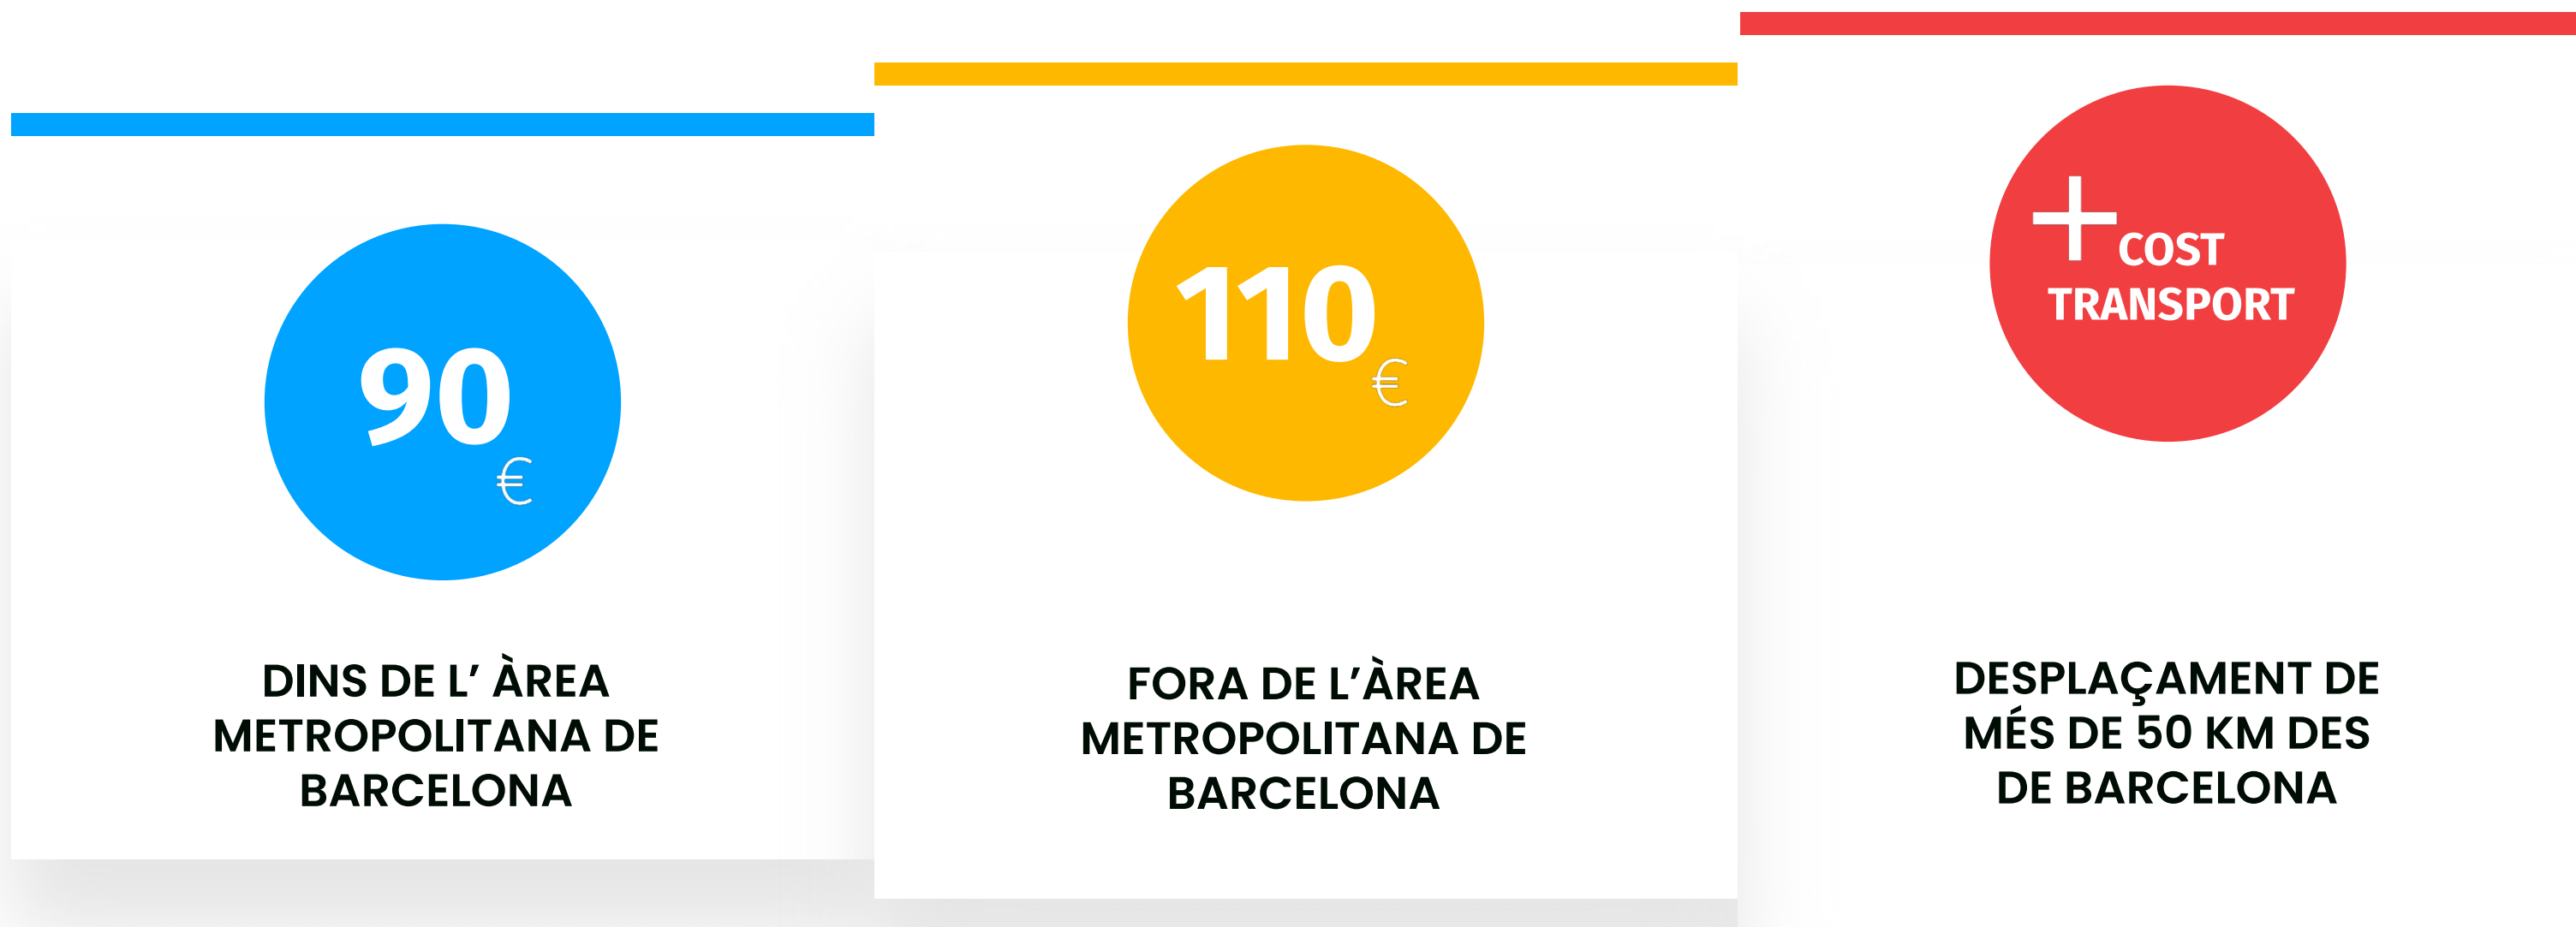 90
€
DINS DE L’ ÀREA
METROPOLITANA DE
BARCELONA
110
€
FORA DE L’ÀREA
METROPOLITANA DE
BARCELONA
+ COST
TRANSPORT
DESPLAÇAMENT DE
MÉS DE 50 KM DES
DE BARCELONA